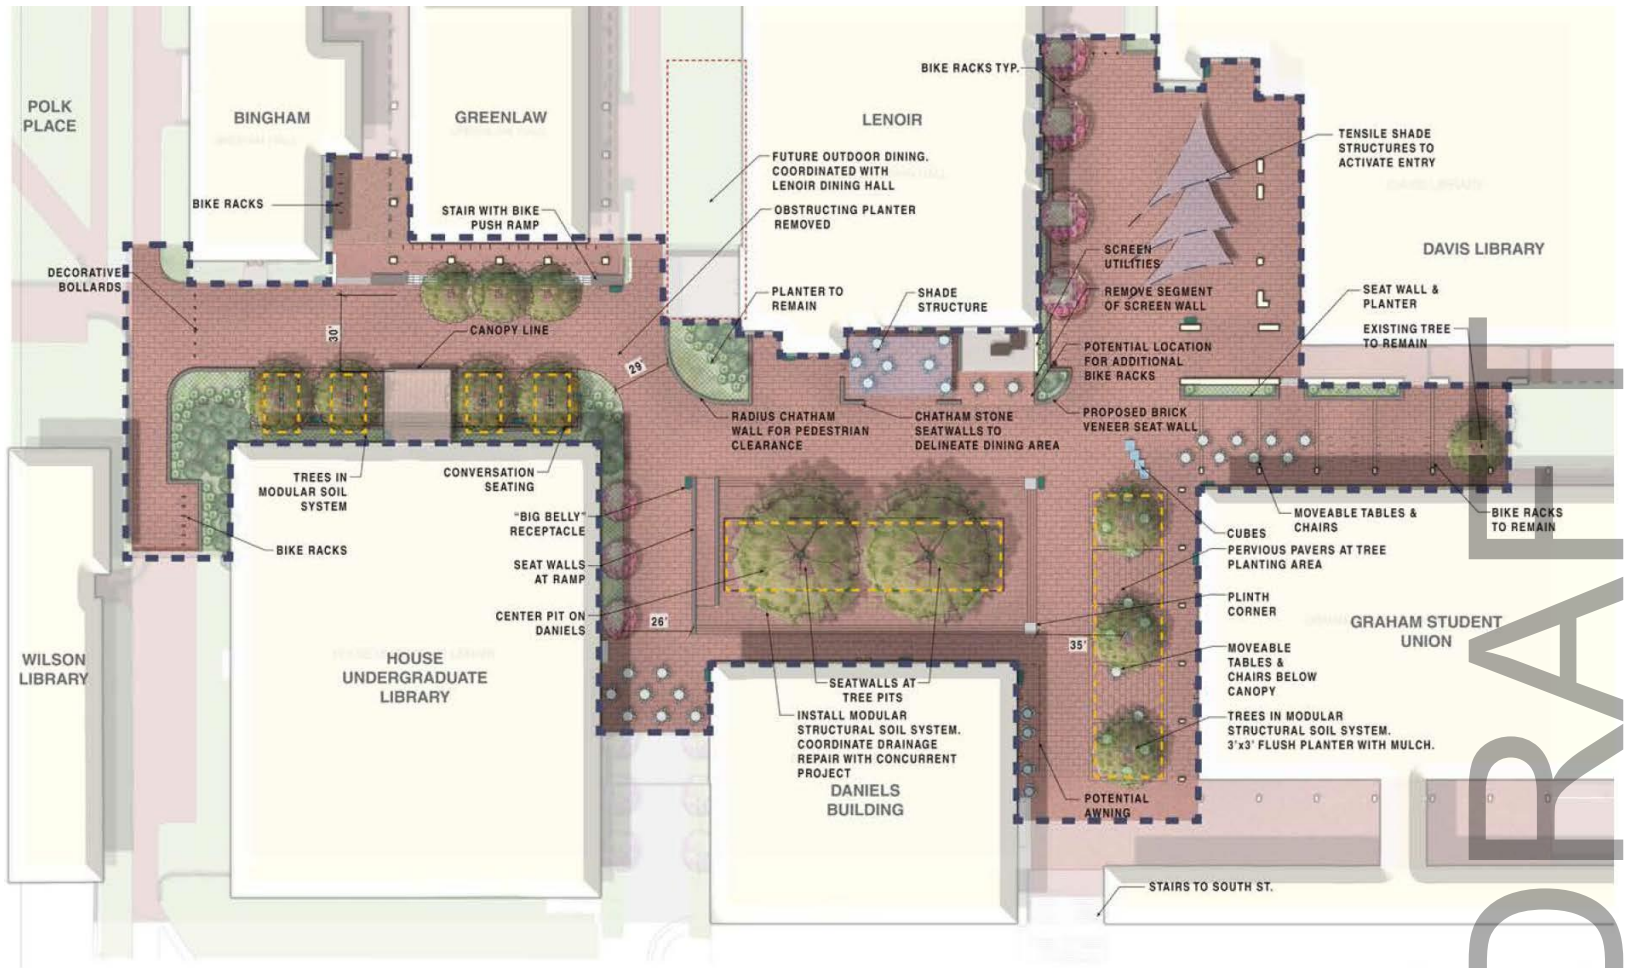 POLK
PLACE
BINGHAM
GREENLAW
LENOIR
BIKE RACKS TYP.
TENSILE SHADE
STRUCTURES TO
ACTIVATE ENTRY
FUTURE OUTDOOR DINING.
COORDINATED WITH
LENOIR DINING HALL
BIKE RACKS
STAIR WITH BIKE
PUSH RAMP
OBSTRUCTING PLANTER
REMOVED
DAVIS LIBRARY
SCREEN
UTILITIES
DECORATIVE
BOLLARDS
PLANTER TO
REMAIN
SHADE
STRUCTURE
REMOVE SEGMENT
OF SCREEN WALL
SEAT WALL &
PLANTER
EXISTING TREE
TO REMAIN
30'
CANOPY LINE
29'
POTENTIAL LOCATION
FOR ADDITIONAL
BIKE RACKS
RADIUS CHATHAM
WALL FOR PEDESTRIAN
CLEARANCE
CHATHAM STONE
SEATWALLS TO
DELINEATE DINING AREA
PROPOSED BRICK
VENEER SEAT WALL
TREES IN
MODULAR SOIL
SYSTEM
CONVERSATION
SEATING
"BIG BELLY"
RECEPTACLE
MOVEABLE TABLES &
CHAIRS
BIKE RACKS
TO REMAIN
CUBES
BIKE RACKS
PERVIOUS PAVERS AT TREE
PLANTING AREA
SEAT WALLS
AT RAMP
CENTER PIT ON
DANIELS
26'
PLINTH
CORNER
35'
GRAHAM STUDENT
UNION
WILSON
LIBRARY
HOUSE
UNDERGRADUATE
LIBRARY
MOVEABLE
TABLES &
CHAIRS BELOW
CANOPY
SEATWALLS AT
TREE PITS
INSTALL MODULAR
STRUCTURAL SOIL SYSTEM.
COORDINATE DRAINAGE
REPAIR WITH CONCURRENT
PROJECT
TREES IN MODULAR
STRUCTURAL SOIL SYSTEM.
3'x3' FLUSH PLANTER WITH MULCH.
DANIELS
BUILDING
POTENTIAL
AWNING
STAIRS TO SOUTH ST.
DRAFT